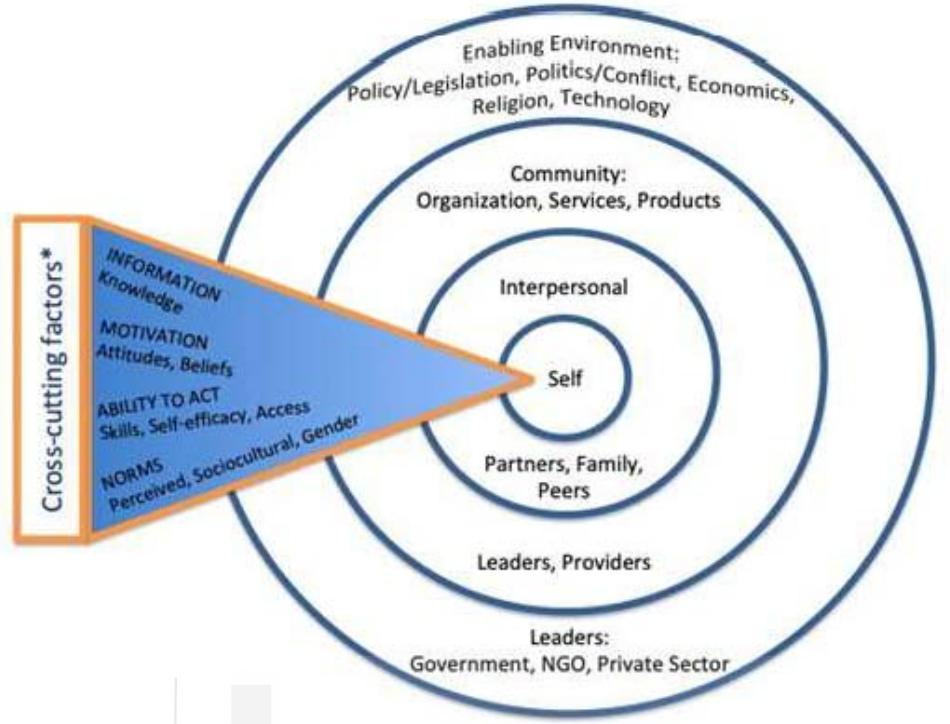 Enabling Environment:
Policy/Legislation, Politics/Conflict, Economics,
Religion, Technology
Community:
Organization, Services, Products
Interpersonal
Self
Partners, Family,
Peers
Leaders, Providers
Leaders:
Government, NGO, Private Sector
Cross-cutting factors*
INFORMATION
Knowledge
MOTIVATION
Attitudes, Beliefs
ABILITY TO ACT
Skills, Self-efficacy, Access
NORMS
Perceived, Sociocultural, Gender